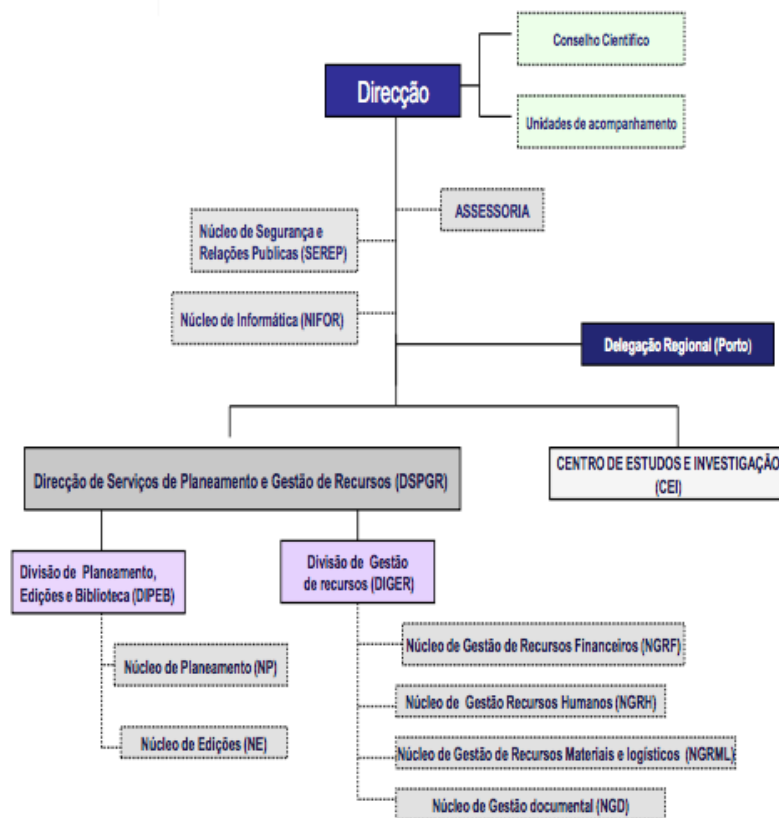 Conselho Cientifico
Direcção
Unidades de acompanhamento
ASSESSORIA
Núcleo de Segurança e
Relações Publicas (SEREP)
Núcleo de Informática (NIFOR)
Delegação Regional (Porto)
Direcção de Serviços de Planeamento e Gestão de Recursos (DSPGR)
CENTRO DE ESTUDOS E INVESTIGAÇÃO
(CEI)
Divisão de Planeamento,
Edições e Biblioteca (DIPEB)
Divisão de Gestão
de recursos (DIGER)
Núcleo de Planeamento (NP)
Núcleo de Edições (NE)
Núcleo de Gestão de Recursos Financeiros (NGRF)
Núcleo de Gestão Recursos Humanos (NGRH)
Núcleo de Gestão de Recursos Materiais e logísticos (NGRML)
Núcleo de Gestão documental (NGD)